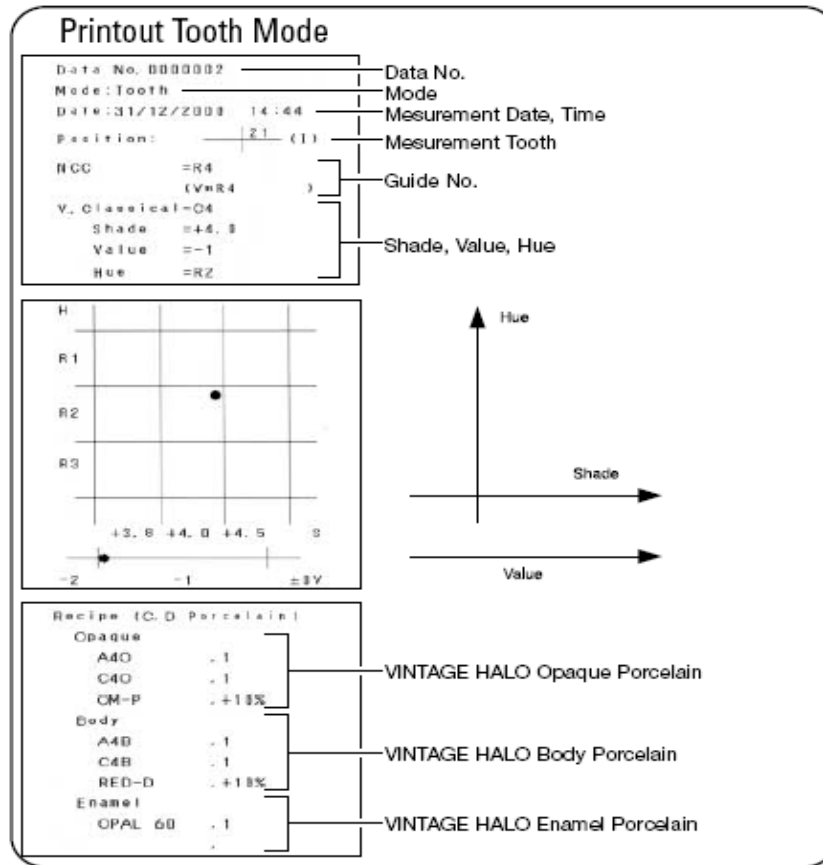 Printout Tooth Mode
Data No. 0000002
Data No.
Mode:Tooth
Mode
Date:31/12/2000 14:44
Mesurement Date, Time
Position: 21 (I)
Mesurement Tooth
NCC =R4
(V=R4 )
Guide No.
V. Classical=C4
Shade =+4.0
Value =-1
Hue =R2
Shade, Value, Hue
H
R1
R2
R3
+3.8 +4.0 +4.5 S
-2 -1 ±0V
Hue
Shade
Value
Recipe (C.D Porcelain)
Opaque
A4O .1
C4O .1
OM-P .+10%
VINTAGE HALO Opaque Porcelain
Body
A4B .1
C4B .1
RED-D .+10%
VINTAGE HALO Body Porcelain
Enamel
OPAL 60 .1
.
VINTAGE HALO Enamel Porcelain